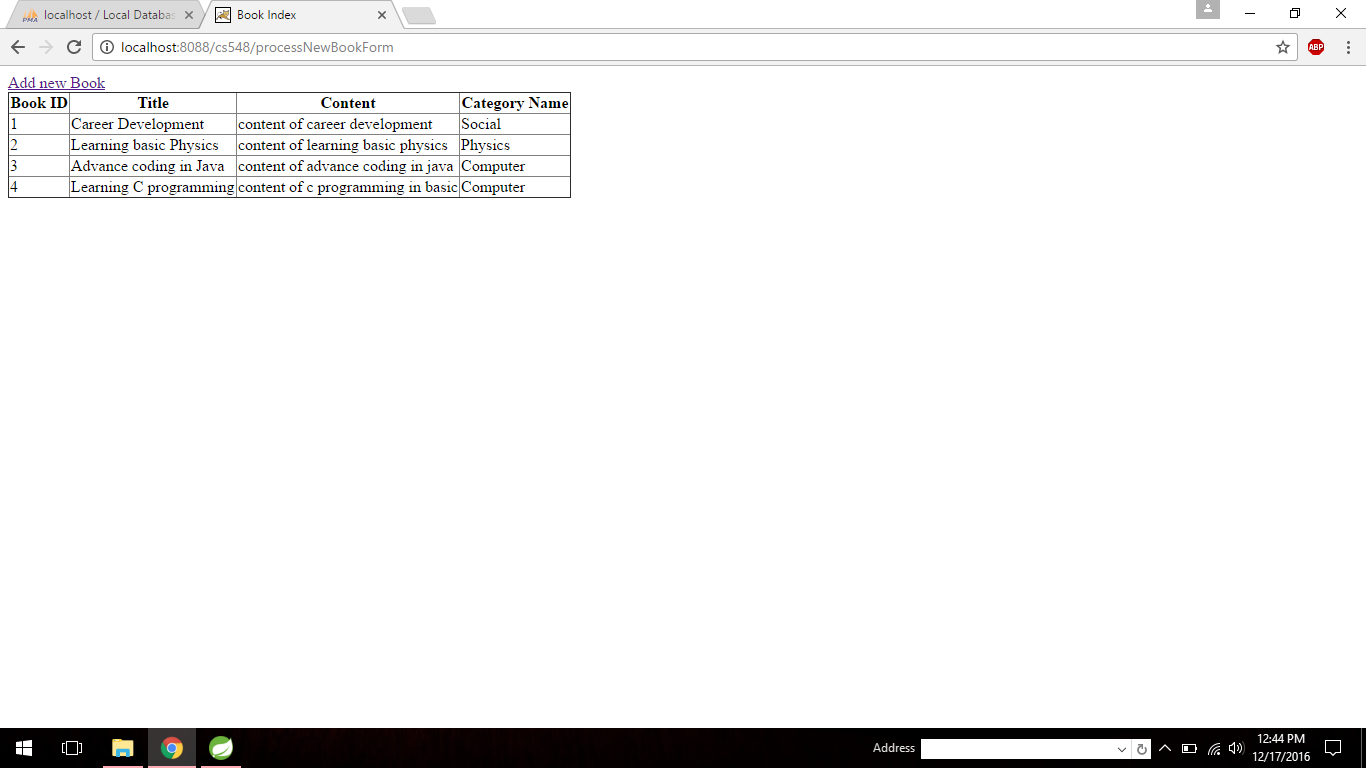 localhost / Local Databas
Book Index
localhost:8088/cs548/processNewBookForm
ABP
Add new Book
Book ID Title Content Category Name
1 Career Development content of career development Social
2 Learning basic Physics content of learning basic physics Physics
3 Advance coding in Java content of advance coding in java Computer
4 Learning C programming content of c programming in basic Computer
Address
12:44 PM
12/17/2016